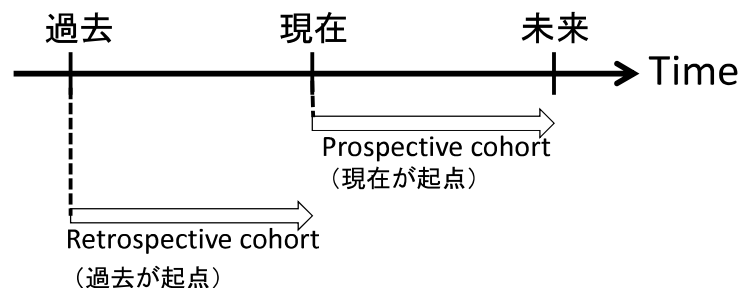 過去 現在 未来
Time
Prospective cohort
（現在が起点）
Retrospective cohort
（過去が起点）